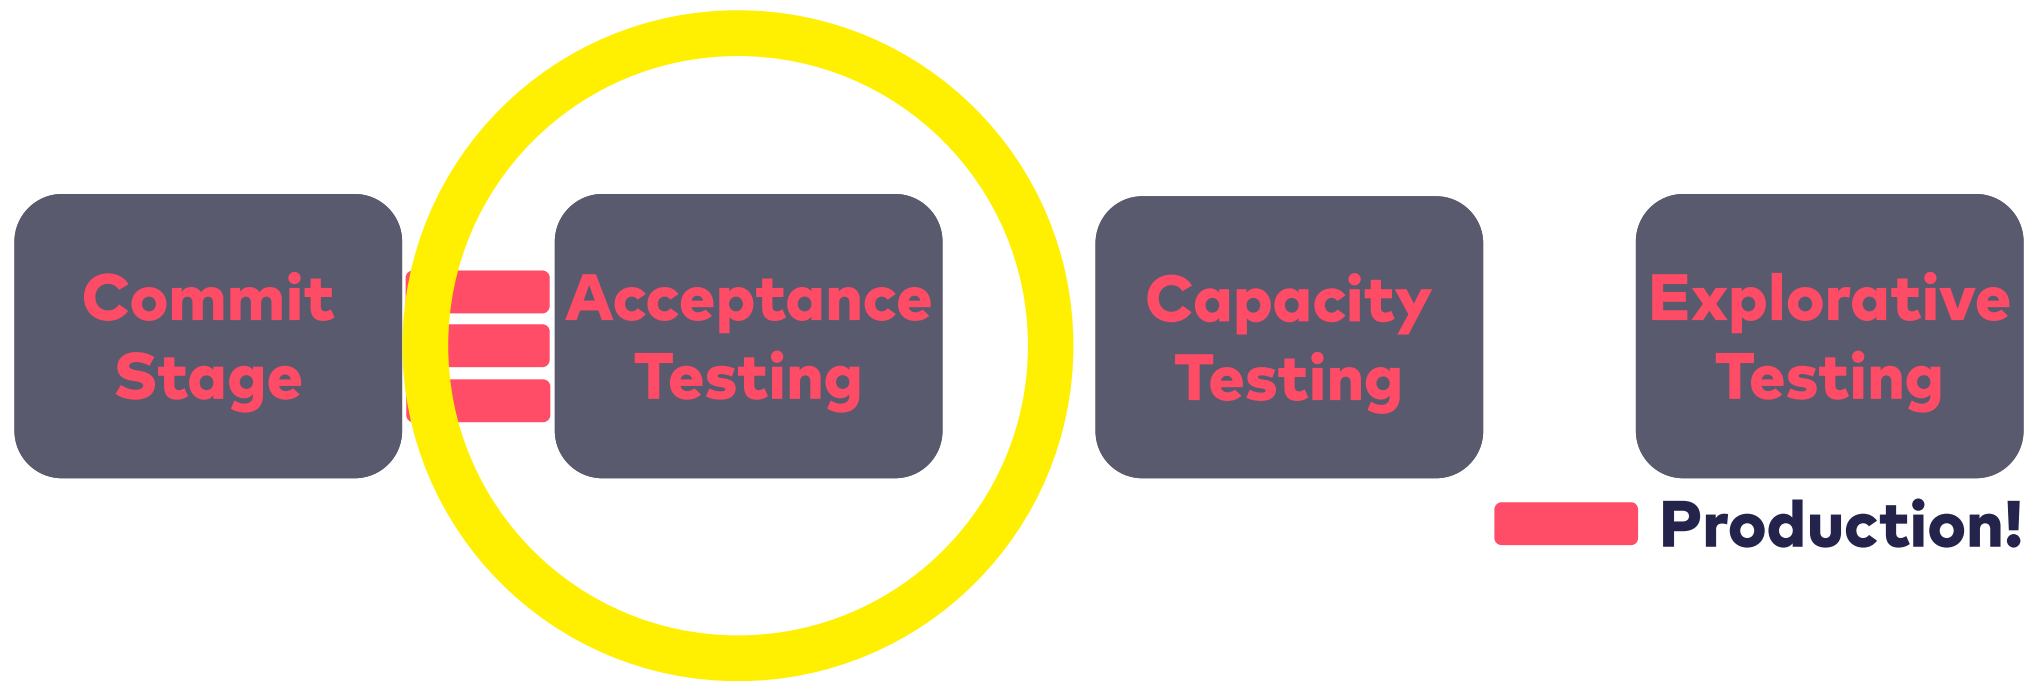 Commit
Stage
Acceptance
Testing
Capacity
Testing
Explorative
Testing
Production!